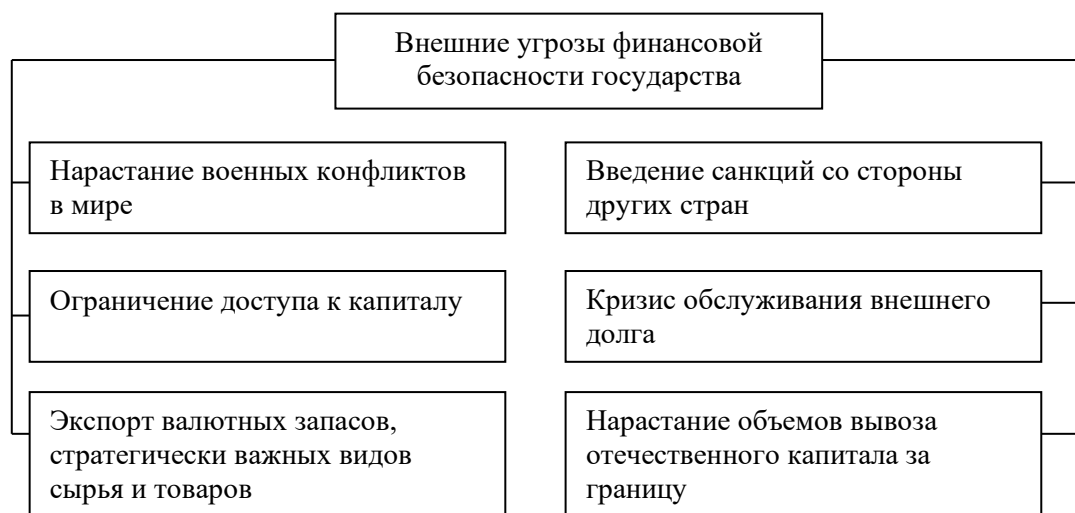 Внешние угрозы финансовой
безопасности государства
Нарастание военных конфликтов
в мире
Введение санкций со стороны
других стран
Ограничение доступа к капиталу
Кризис обслуживания внешнего
долга
Экспорт валютных запасов,
стратегически важных видов
сырья и товаров
Нарастание объемов вывоза
отечественного капитала за
границу